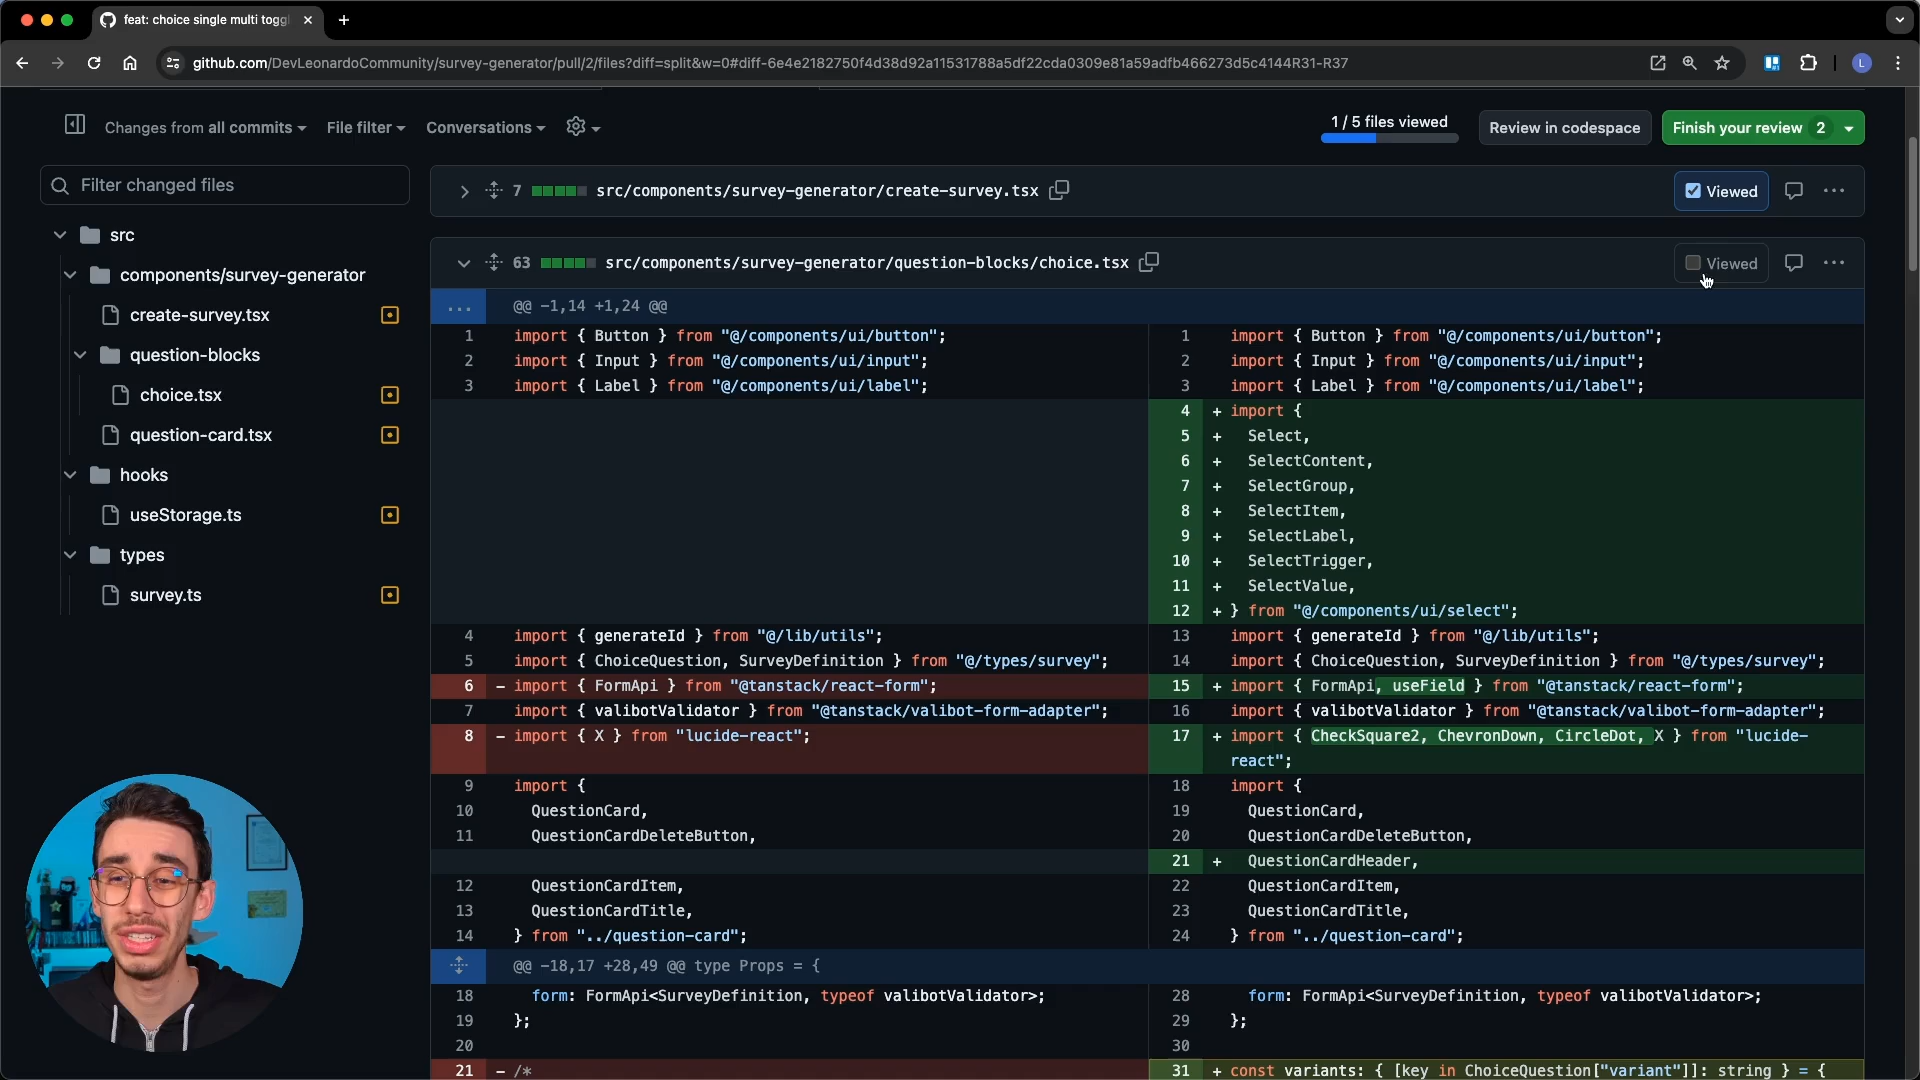 feat: choice single multi toggl
github.com/DevLeonardoCommunity/survey-generator/pull/2/files?diff=split&w=0#diff-6e4e2182750f4d38d92a11531788a5df22cda0309e81a59adfb466273d5c4144R31-R37
L
Changes from all commits
File filter
Conversations
1 / 5 files viewed
Review in codespace
Finish your review 2
Filter changed files
src
components/survey-generator
create-survey.tsx
question-blocks
choice.tsx
question-card.tsx
hooks
useStorage.ts
types
survey.ts
7 src/components/survey-generator/create-survey.tsx
Viewed
63 src/components/survey-generator/question-blocks/choice.tsx
Viewed
... @@ -1,14 +1,24 @@
1 import { Button } from "@/components/ui/button"; 1 import { Button } from "@/components/ui/button";
2 import { Input } from "@/components/ui/input"; 2 import { Input } from "@/components/ui/input";
3 import { Label } from "@/components/ui/label"; 3 import { Label } from "@/components/ui/label";
4 + import {
5 + Select,
6 + SelectContent,
7 + SelectGroup,
8 + SelectItem,
9 + SelectLabel,
10 + SelectTrigger,
11 + SelectValue,
12 + } from "@/components/ui/select";
4 import { generateId } from "@/lib/utils"; 13 import { generateId } from "@/lib/utils";
5 import { ChoiceQuestion, SurveyDefinition } from "@/types/survey"; 14 import { ChoiceQuestion, SurveyDefinition } from "@/types/survey";
6 - import { FormApi } from "@tanstack/react-form"; 15 + import { FormApi, useField } from "@tanstack/react-form";
7 import { valibotValidator } from "@tanstack/valibot-form-adapter"; 16 import { valibotValidator } from "@tanstack/valibot-form-adapter";
8 - import { X } from "lucide-react"; 17 + import { CheckSquare2, ChevronDown, CircleDot, X } from "lucide-
react";
9 import { 18 import {
10 QuestionCard, 19 QuestionCard,
11 QuestionCardDeleteButton, 20 QuestionCardDeleteButton,
21 + QuestionCardHeader,
12 QuestionCardItem, 22 QuestionCardItem,
13 QuestionCardTitle, 23 QuestionCardTitle,
14 } from "../question-card"; 24 } from "../question-card";
@@ -18,17 +28,49 @@ type Props = {
18 form: FormApi<SurveyDefinition, typeof valibotValidator>; 28 form: FormApi<SurveyDefinition, typeof valibotValidator>;
19 }; 29 };
20 30
21 - /* 31 + const variants: { [key in ChoiceQuestion["variant"]]: string } = {